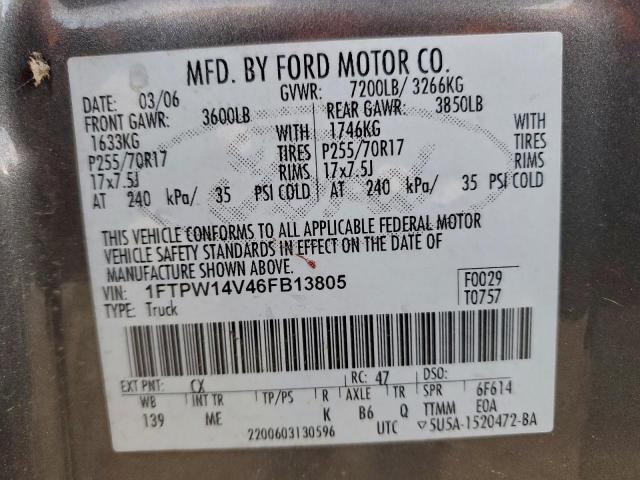 MFD. BY FORD MOTOR CO.
DATE: 03/06 GVWR: 7200LB/ 3266KG
FRONT GAWR: 3600LB REAR GAWR: 3850LB
1633KG WITH 1746KG WITH
P255/70R17 TIRES P255/70R17 TIRES
17x7.5J RIMS 17x7.5J RIMS
AT 240 kPa/ 35 PSI COLD AT 240 kPa/ 35 PSI COLD
THIS VEHICLE CONFORMS TO ALL APPLICABLE FEDERAL MOTOR
VEHICLE SAFETY STANDARDS IN EFFECT ON THE DATE OF
MANUFACTURE SHOWN ABOVE.
VIN: 1FTPW14V46FB13805 F0029
TYPE: Truck T0757
EXT PNT: CX RC: 47 DSO:
WB INT TR TP/PS R AXLE TR SPR 6F614
139 ME K B6 Q TTMM E0A
2200603130596 UTC ▽5U5A-1520472-BA